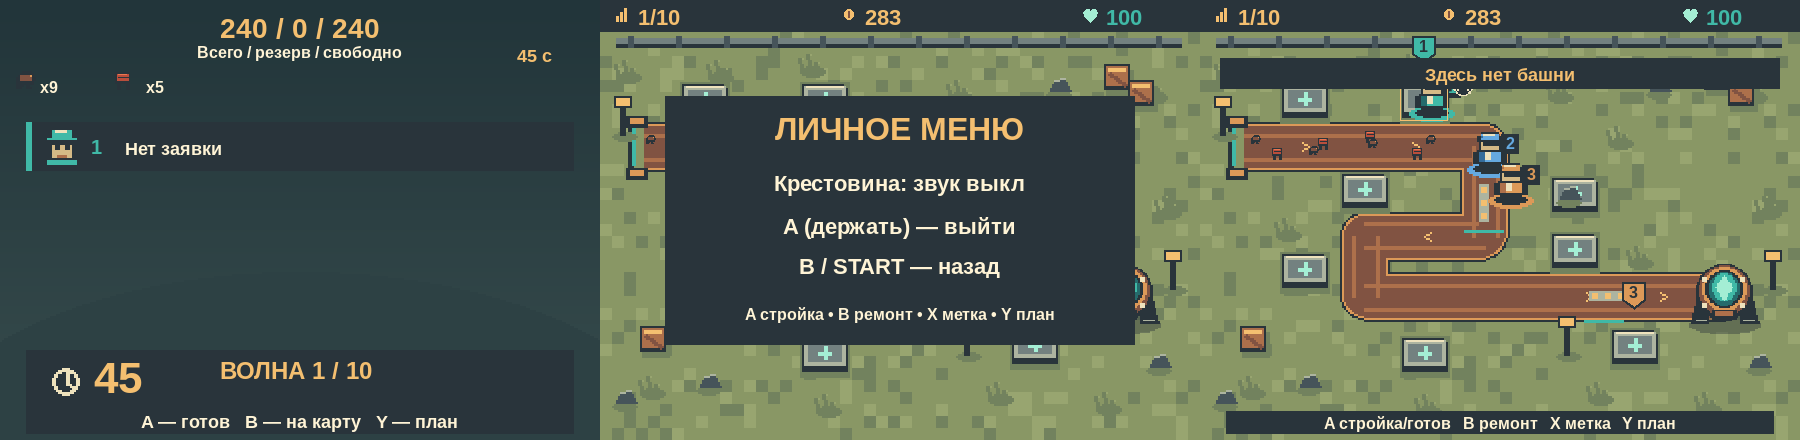 240 / 0 / 240
Всего / резерв / свободно
45 с
x9
x5
1
Нет заявки
45
ВОЛНА 1 / 10
A — готов B — на карту Y — план
1/10
283
100
ЛИЧНОЕ МЕНЮ
Крестовина: звук выкл
A (держать) — выйти
B / START — назад
A стройка • B ремонт • X метка • Y план
1/10
283
100
1
Здесь нет башни
2
3
3
A стройка/готов B ремонт X метка Y план